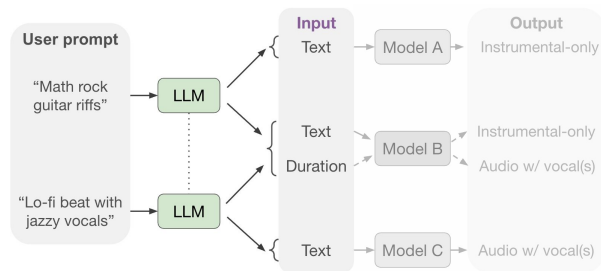 User prompt
“Math rock
guitar riffs”
“Lo-fi beat with
jazzy vocals”
LLM
LLM
Input
Text
Text
Duration
Text
Model A
Model B
Model C
Output
Instrumental-only
Instrumental-only
Audio w/ vocal(s)
Audio w/ vocal(s)